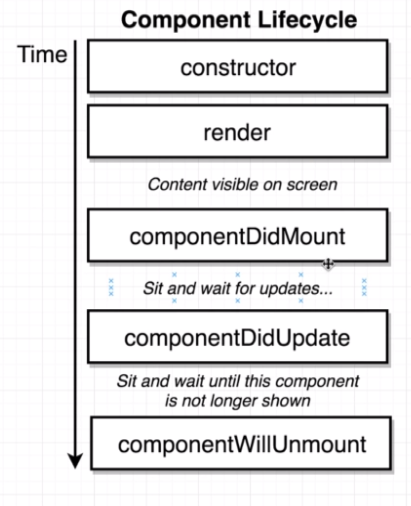 Component Lifecycle
Time
constructor
render
Content visible on screen
componentDidMount
Sit and wait for updates...
componentDidUpdate
Sit and wait until this component
is not longer shown
componentWillUnmount